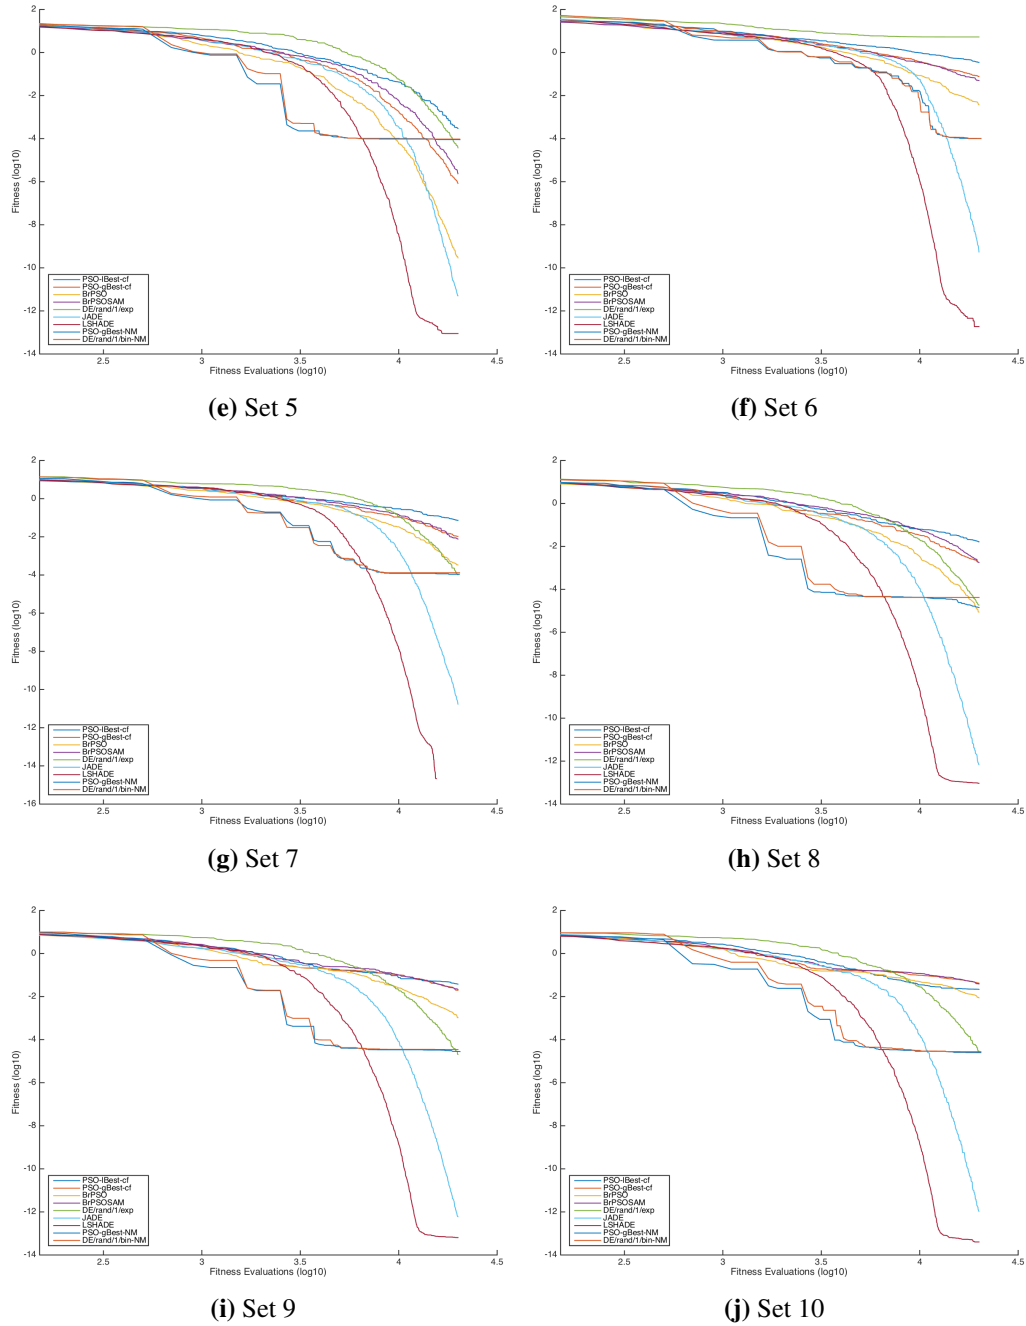 2
0
-2
-4
-6
-8
-10
-12
-14
2.5 3 3.5 4 4.5
Fitness (log10)
Fitness Evaluations (log10)
PSO-lBest-cf
PSO-gBest-cf
BrPSO
BrPSOSAM
DE/rand/1/exp
JADE
LSHADE
PSO-gBest-NM
DE/rand/1/bin-NM
(e) Set 5
2
0
-2
-4
-6
-8
-10
-12
-14
2.5 3 3.5 4 4.5
Fitness (log10)
Fitness Evaluations (log10)
PSO-lBest-cf
PSO-gBest-cf
BrPSO
BrPSOSAM
DE/rand/1/exp
JADE
LSHADE
PSO-gBest-NM
DE/rand/1/bin-NM
(f) Set 6
2
0
-2
-4
-6
-8
-10
-12
-14
-16
2.5 3 3.5 4 4.5
Fitness (log10)
Fitness Evaluations (log10)
PSO-lBest-cf
PSO-gBest-cf
BrPSO
BrPSOSAM
DE/rand/1/exp
JADE
LSHADE
PSO-gBest-NM
DE/rand/1/bin-NM
(g) Set 7
2
0
-2
-4
-6
-8
-10
-12
-14
2.5 3 3.5 4 4.5
Fitness (log10)
Fitness Evaluations (log10)
PSO-lBest-cf
PSO-gBest-cf
BrPSO
BrPSOSAM
DE/rand/1/exp
JADE
LSHADE
PSO-gBest-NM
DE/rand/1/bin-NM
(h) Set 8
2
0
-2
-4
-6
-8
-10
-12
-14
2.5 3 3.5 4 4.5
Fitness (log10)
Fitness Evaluations (log10)
PSO-lBest-cf
PSO-gBest-cf
BrPSO
BrPSOSAM
DE/rand/1/exp
JADE
LSHADE
PSO-gBest-NM
DE/rand/1/bin-NM
(i) Set 9
2
0
-2
-4
-6
-8
-10
-12
-14
2.5 3 3.5 4 4.5
Fitness (log10)
Fitness Evaluations (log10)
PSO-lBest-cf
PSO-gBest-cf
BrPSO
BrPSOSAM
DE/rand/1/exp
JADE
LSHADE
PSO-gBest-NM
DE/rand/1/bin-NM
(j) Set 10